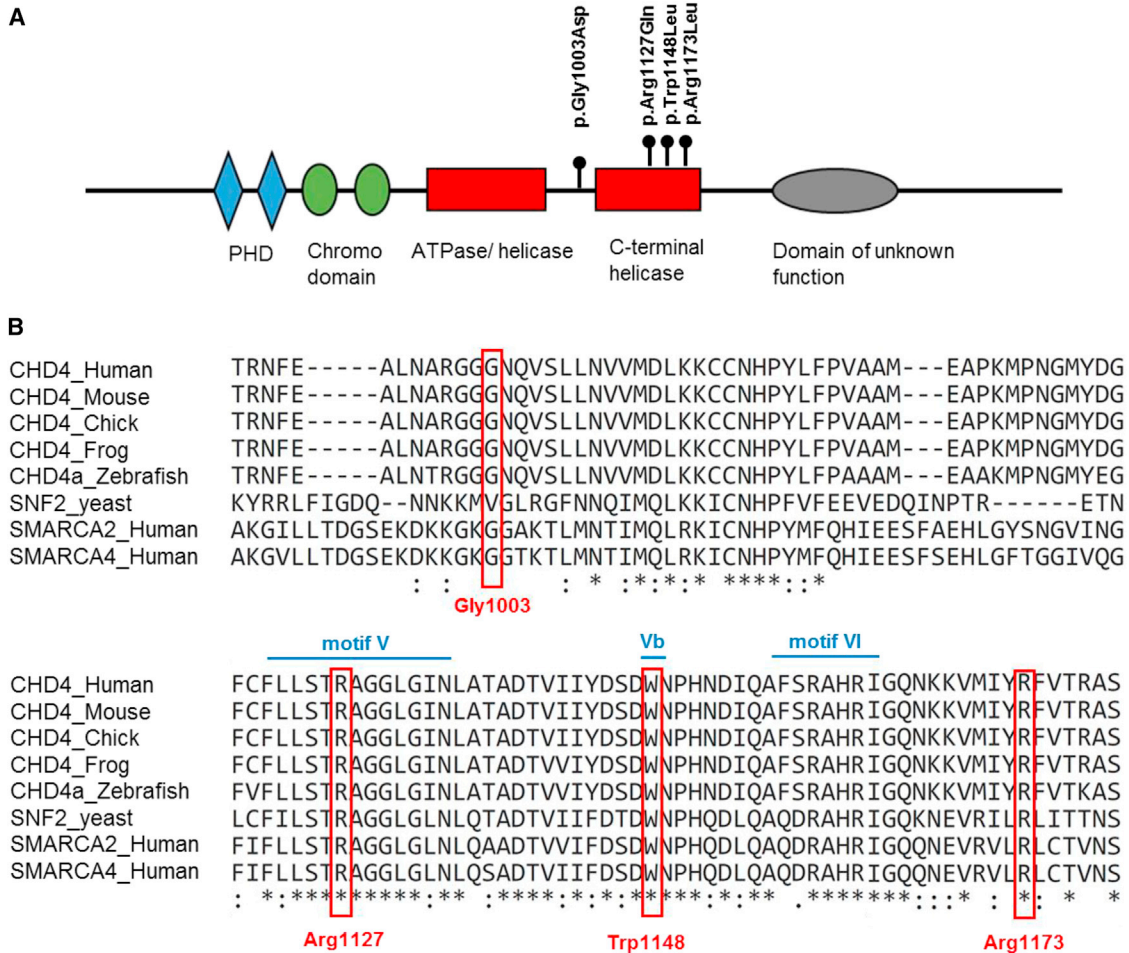 A
p.Gly1003Asp
p.Arg1127Gln
p.Trp1148Leu
p.Arg1173Leu
PHD
Chromo
domain
ATPase/ helicase
C-terminal
helicase
Domain of unknown
function
B
CHD4_Human TRNFE-----ALNARGGGNQVSLLNVVMDLKKCCNHPYLFPVAAM---EAPKMPNGMYDG
CHD4_Mouse TRNFE-----ALNARGGGNQVSLLNVVMDLKKCCNHPYLFPVAAM---EAPKMPNGMYDG
CHD4_Chick TRNFE-----ALNARGGGNQVSLLNVVMDLKKCCNHPYLFPVAAM---EAPKMPNGMYDG
CHD4_Frog TRNFE-----ALNARGGGNQVSLLNVVMDLKKCCNHPYLFPVAAM---EAPKMPNGMYDG
CHD4a_Zebrafish TRNFE-----ALNTRGGGNQVSLLNVVMDLKKCCNHPYLFPAAAM---EAAKMPNGMYEG
SNF2_yeast KYRRLFIGDQ--NNKKMVGLRGFNNQIMQLKKICNHPFVFEEVEDQINPTR------ETN
SMARCA2_Human AKGILLTDGSEKDKKGKGGAKTLMNTIMQLRKICNHPYMFQHIEESFAEHLGYSNGVING
SMARCA4_Human AKGVLLTDGSEKDKKGKGGTKTLMNTIMQLRKICNHPYMFQHIEESFSEHLGFTGGIVQG
: : : * :*:*:* ****::*
Gly1003
motif V Vb motif VI
CHD4_Human FCFLLSTRAGGLGINLATADTVIIYDSDWNPHNDIQAFSRAHRIGQNKKVMIYRFVTRAS
CHD4_Mouse FCFLLSTRAGGLGINLATADTVIIYDSDWNPHNDIQAFSRAHRIGQNKKVMIYRFVTRAS
CHD4_Chick FCFLLSTRAGGLGINLATADTVIIYDSDWNPHNDIQAFSRAHRIGQNKKVMIYRFVTRAS
CHD4_Frog FCFLLSTRAGGLGINLATADTVIIYDSDWNPHNDIQAFSRAHRIGQNKKVMIYRFVTRAS
CHD4a_Zebrafish FVFLLSTRAGGLGINLATADTVIIYDSDWNPHNDIQAFSRAHRIGQNKKVMIYRFVTKAS
SNF2_yeast LCFILSTRAGGLGLNLQTADTVIIFDTDWNPHQDLQAQDRAHRIGQKNEVRILRLITTNS
SMARCA2_Human FIFLLSTRAGGLGLNLQAADTVIIFDSDWNPHQDLQAQDRAHRIGQQNEVRVLRLCTVNS
SMARCA4_Human FIFLLSTRAGGLGLNLQSADTVIIFDSDWNPHQDLQAQDRAHRIGQQNEVRVLRLCTVNS
: *:*********:** :******:*:*****:*:** .*******:::* : *: * *
Arg1127 Trp1148 Arg1173